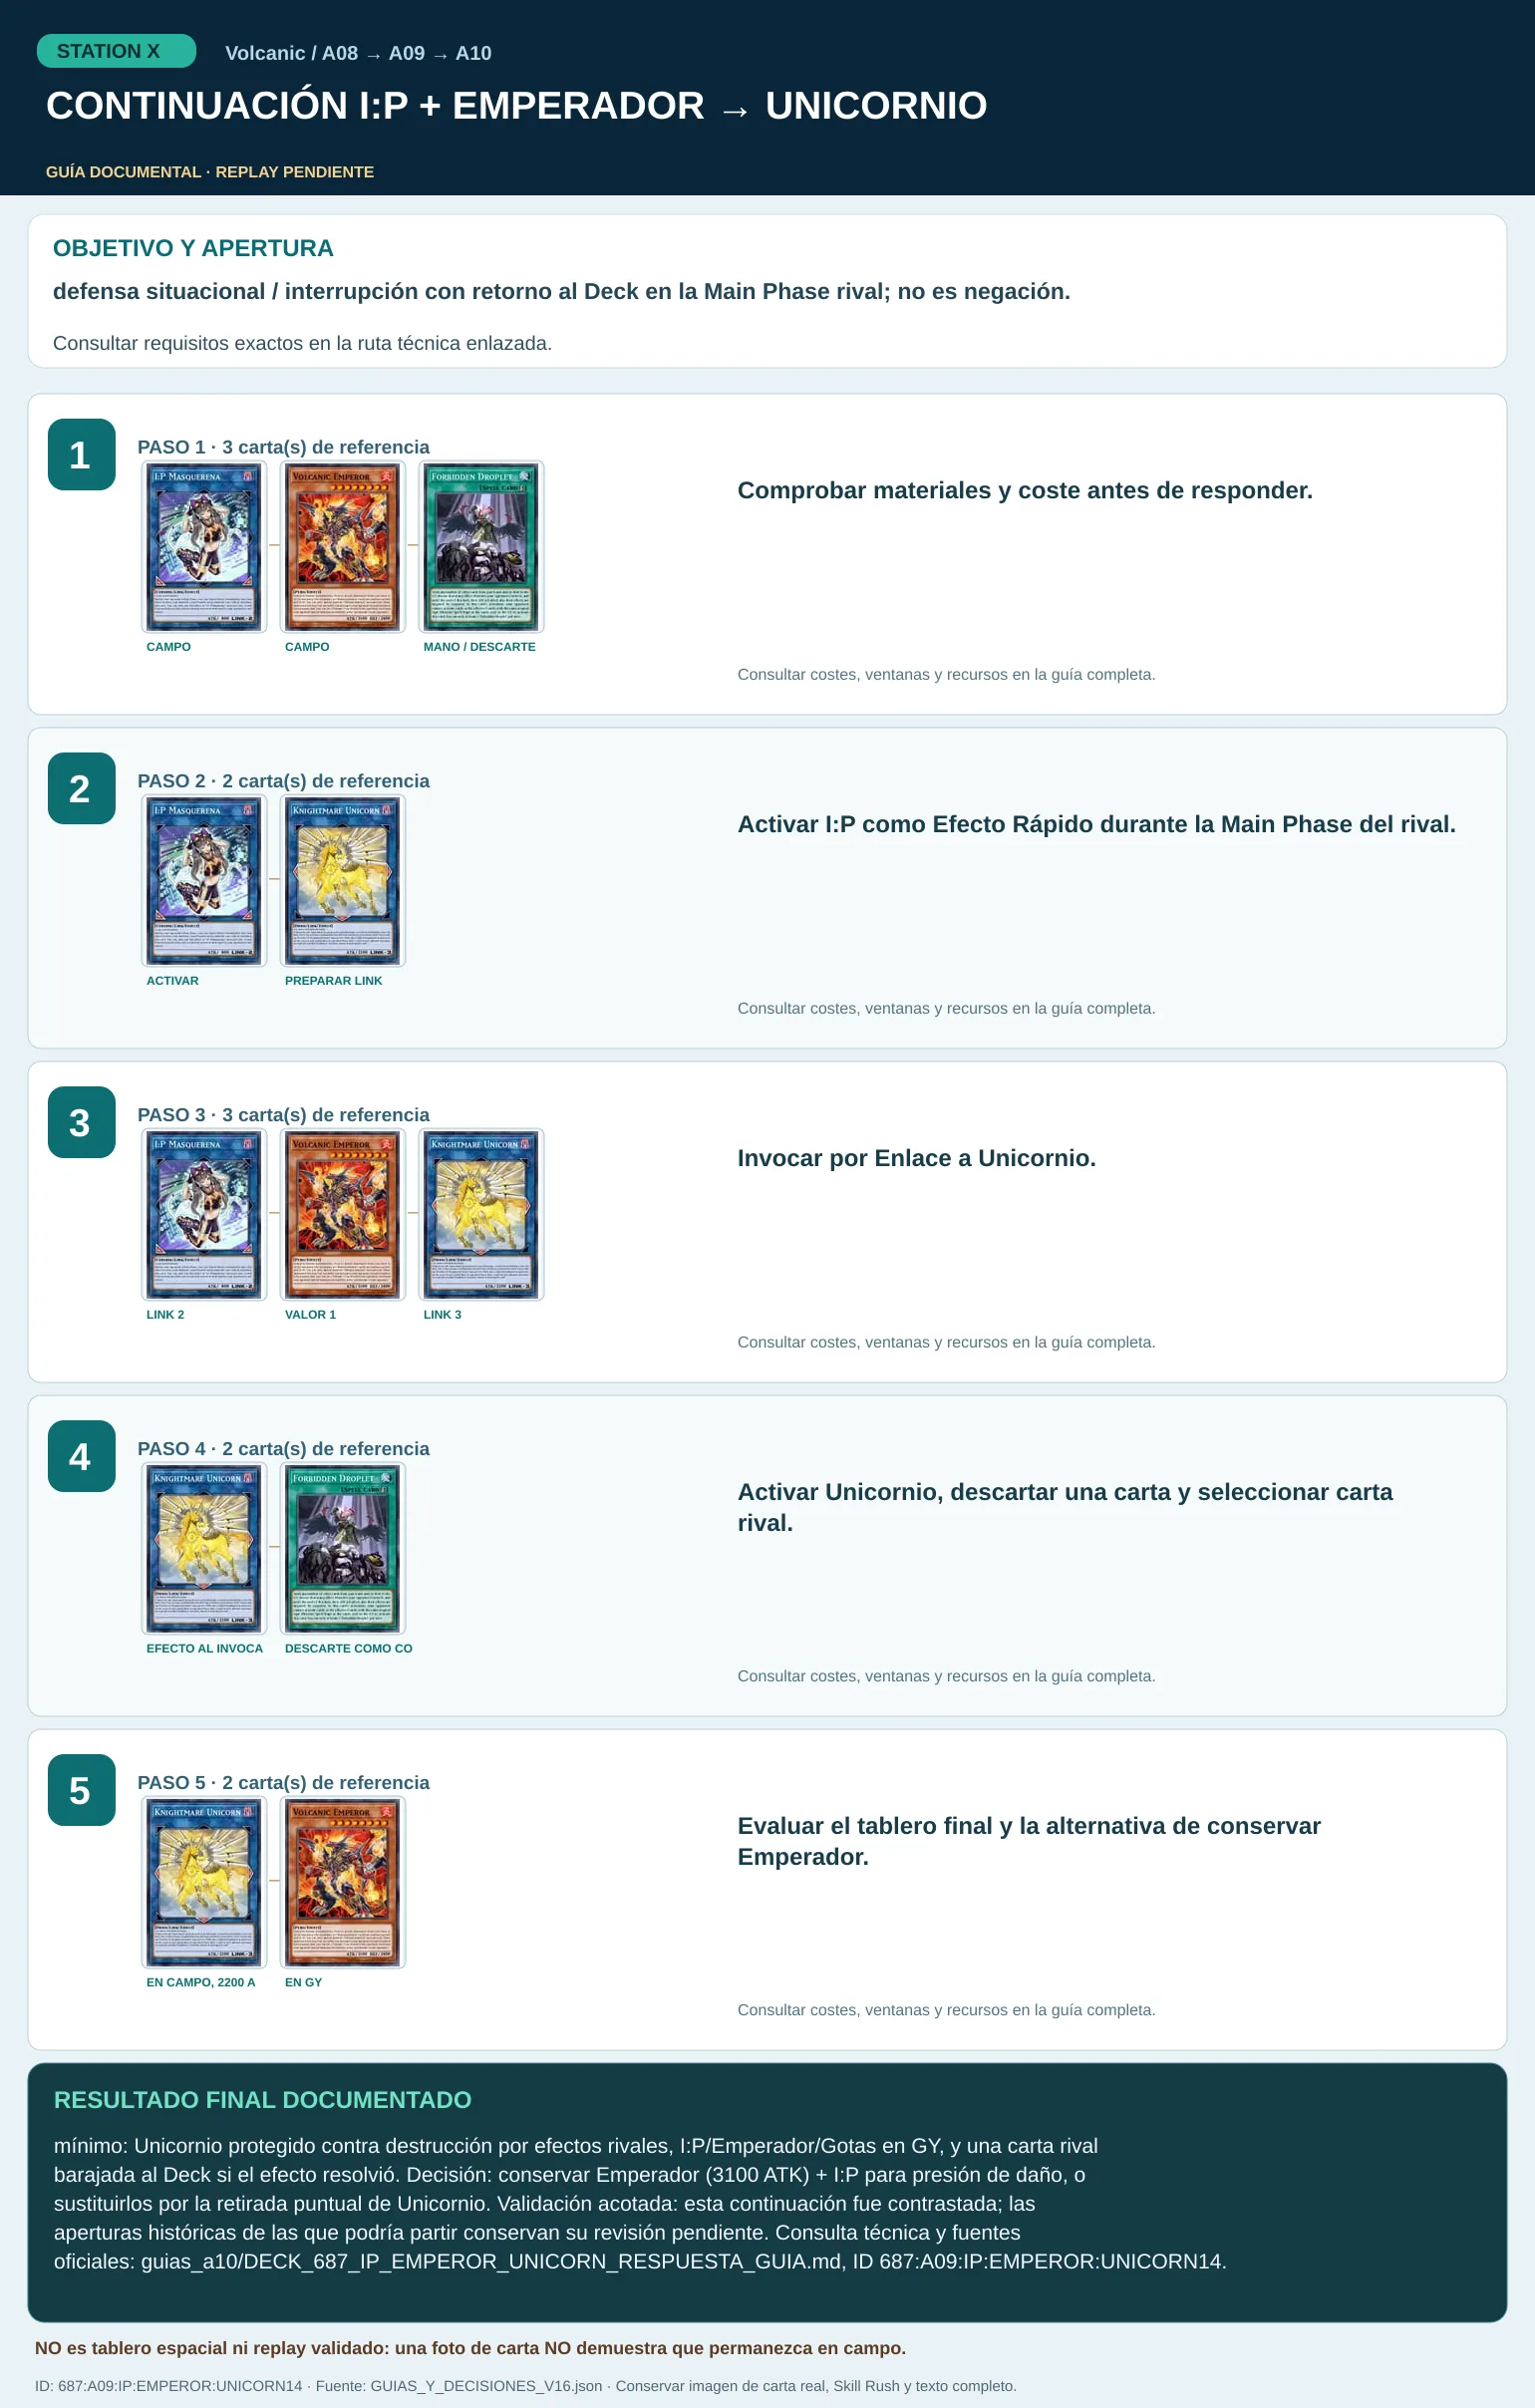 STATION X
Volcanic / A08 → A09 → A10
CONTINUACIÓN I:P + EMPERADOR → UNICORNIO
GUÍA DOCUMENTAL · REPLAY PENDIENTE
OBJETIVO Y APERTURA
defensa situacional / interrupción con retorno al Deck en la Main Phase rival; no es negación.
Consultar requisitos exactos en la ruta técnica enlazada.
1
PASO 1 · 3 carta(s) de referencia
I:P Masquerena
Volcanic Emperor
Forbidden Droplet
CAMPO
CAMPO
MANO / DESCARTE
Comprobar materiales y coste antes de responder.
Consultar costes, ventanas y recursos en la guía completa.
2
PASO 2 · 2 carta(s) de referencia
I:P Masquerena
Knightmare Unicorn
ACTIVAR
PREPARAR LINK
Activar I:P como Efecto Rápido durante la Main Phase del rival.
Consultar costes, ventanas y recursos en la guía completa.
3
PASO 3 · 3 carta(s) de referencia
I:P Masquerena
Volcanic Emperor
Knightmare Unicorn
LINK 2
VALOR 1
LINK 3
Invocar por Enlace a Unicornio.
Consultar costes, ventanas y recursos en la guía completa.
4
PASO 4 · 2 carta(s) de referencia
Knightmare Unicorn
Forbidden Droplet
EFECTO AL INVOCA
DESCARTE COMO CO
Activar Unicornio, descartar una carta y seleccionar carta
rival.
Consultar costes, ventanas y recursos en la guía completa.
5
PASO 5 · 2 carta(s) de referencia
Knightmare Unicorn
Volcanic Emperor
EN CAMPO, 2200 A
EN GY
Evaluar el tablero final y la alternativa de conservar
Emperador.
Consultar costes, ventanas y recursos en la guía completa.
RESULTADO FINAL DOCUMENTADO
mínimo: Unicornio protegido contra destrucción por efectos rivales, I:P/Emperador/Gotas en GY, y una carta rival
barajada al Deck si el efecto resolvió. Decisión: conservar Emperador (3100 ATK) + I:P para presión de daño, o
sustituirlos por la retirada puntual de Unicornio. Validación acotada: esta continuación fue contrastada; las
aperturas históricas de las que podría partir conservan su revisión pendiente. Consulta técnica y fuentes
oficiales: guias_a10/DECK_687_IP_EMPEROR_UNICORN_RESPUESTA_GUIA.md, ID 687:A09:IP:EMPEROR:UNICORN14.
NO es tablero espacial ni replay validado: una foto de carta NO demuestra que permanezca en campo.
ID: 687:A09:IP:EMPEROR:UNICORN14 · Fuente: GUIAS_Y_DECISIONES_V16.json · Conservar imagen de carta real, Skill Rush y texto completo.